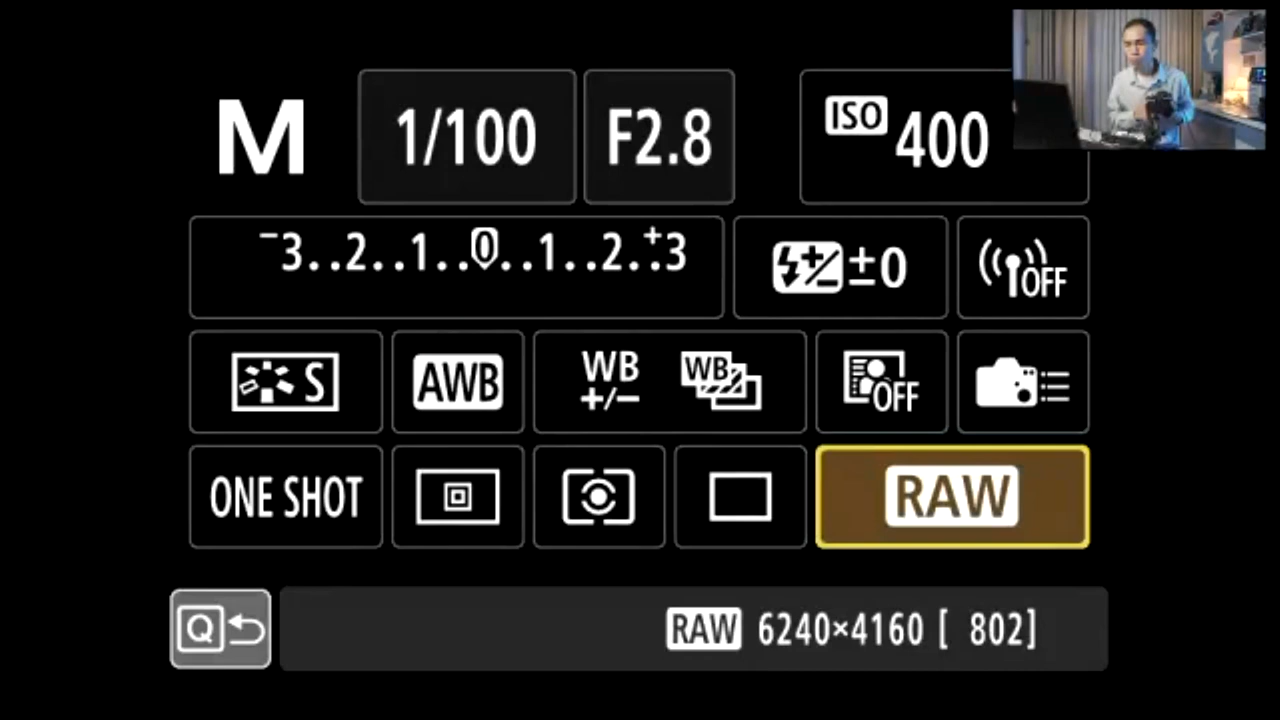 M 1/100 F2.8 ISO 400
-3..2..1..0..1..2..+3 ±0 OFF
S AWB WB +/- WB OFF
ONE SHOT RAW
Q RAW 6240×4160 [ 802]